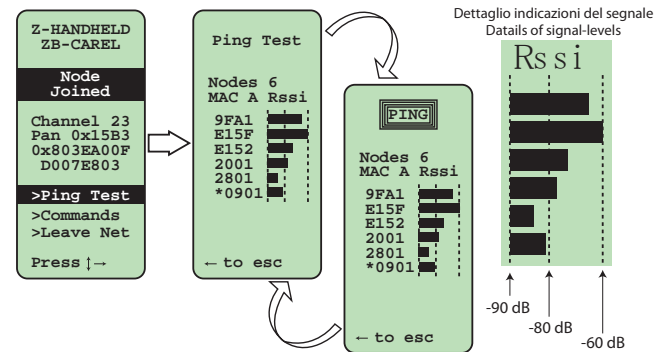 Z-HANDHELD
ZB-CAREL
Node
Joined
Channel 23
Pan 0x15B3
0x803EA00F
D007E803
>Ping Test
>Commands
>Leave Net
Press ↕→
Ping Test
Nodes 6
MAC A Rssi
9FA1
E15F
E152
2001
2801
*0901
← to esc
PING
Nodes 6
MAC A Rssi
9FA1
E15F
E152
2001
2801
*0901
← to esc
Dettaglio indicazioni del segnale
Datails of signal-levels
Rssi
-90 dB
-80 dB
-60 dB